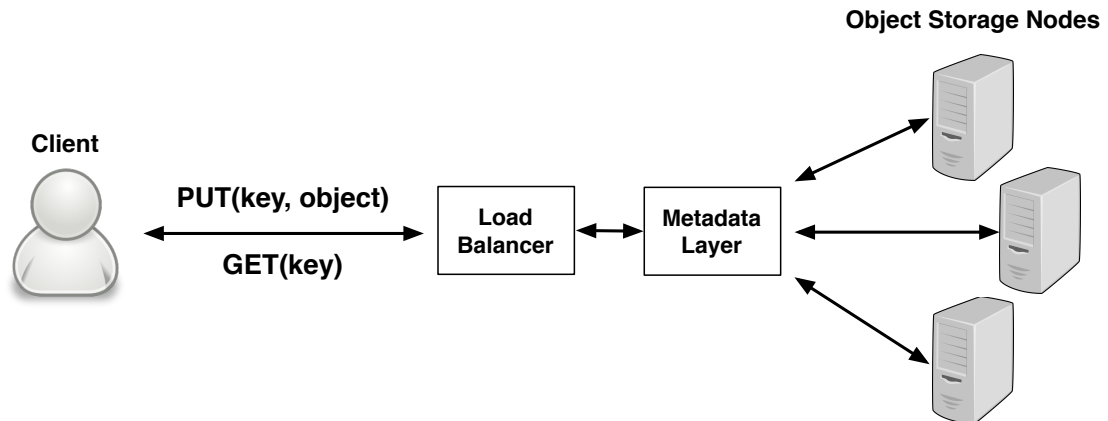 Object Storage Nodes
Client
PUT(key, object)
GET(key)
Load
Balancer
Metadata
Layer